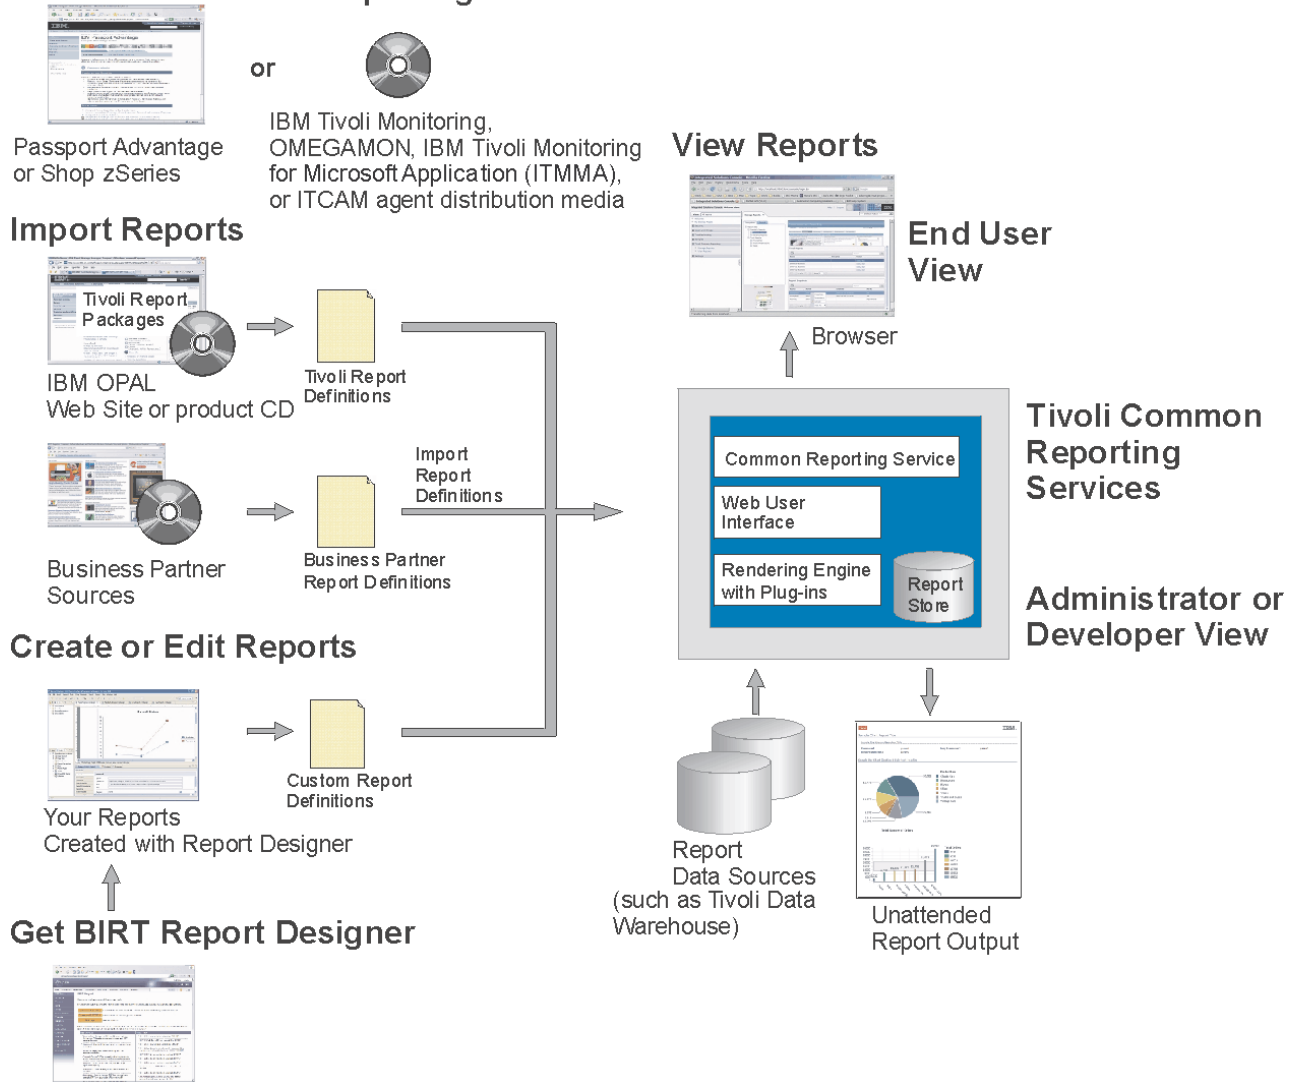 or
Passport Advantage
or Shop zSeries
IBM Tivoli Monitoring,
OMEGAMON, IBM Tivoli Monitoring
for Microsoft Application (ITMMA),
or ITCAM agent distribution media
Import Reports
Tivoli Report
Packages
IBM OPAL
Web Site or product CD
Tivoli Report
Definitions
Business Partner
Sources
Business Partner
Report Definitions
Import
Report
Definitions
Create or Edit Reports
Your Reports
Created with Report Designer
Custom Report
Definitions
Get BIRT Report Designer
View Reports
End User
View
Browser
Tivoli Common
Reporting
Services
Common Reporting Service
Web User
Interface
Rendering Engine
with Plug-ins
Report
Store
Administrator or
Developer View
Report
Data Sources
(such as Tivoli Data
Warehouse)
Unattended
Report Output